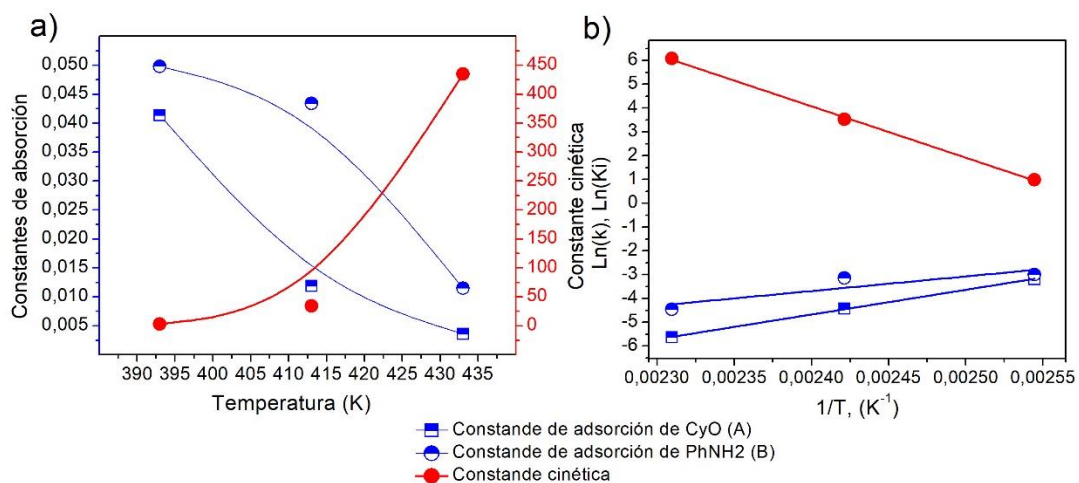 a)
b)
0,050
0,045
0,040
0,035
0,030
0,025
0,020
0,015
0,010
0,005
Constantes de absorción
450
400
350
300
250
200
150
100
50
0
390 395 400 405 410 415 420 425 430 435
Temperatura (K)
Constante cinética
Ln(k), Ln(Ki)
6
5
4
3
2
1
0
-1
-2
-3
-4
-5
-6
0,00230 0,00235 0,00240 0,00245 0,00250 0,00255
1/T, (K⁻¹)
Constande de adsorción de CyO (A)
Constande de adsorción de PhNH2 (B)
Constande cinética